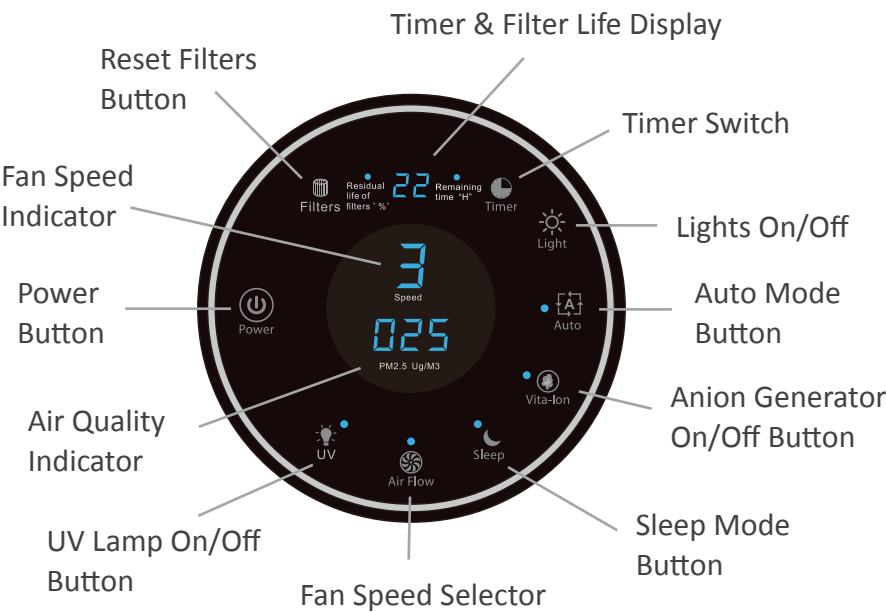 Timer & Filter Life Display
Reset Filters
Button
Timer Switch
Fan Speed
Indicator
Filters
Residual
life of
filters ' %'
22
Remaining
time "H"
Timer
Light
Lights On/Off
3
Speed
Power
Button
Power
A
Auto
Auto Mode
Button
025
PM2.5 Ug/M3
Vita-Ion
Anion Generator
On/Off Button
Air Quality
Indicator
UV
Air Flow
Sleep
UV Lamp On/Off
Button
Fan Speed Selector
Sleep Mode
Button